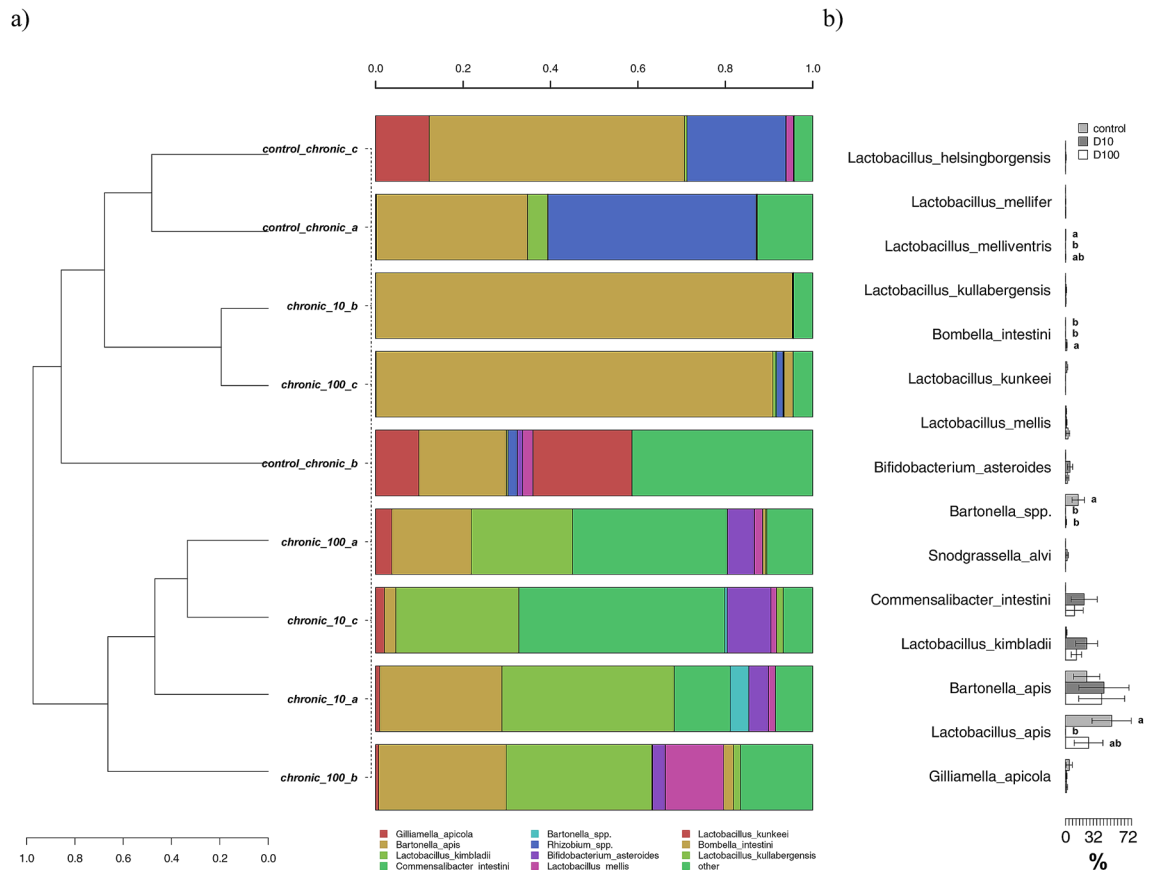 a)
b)
0.0 0.2 0.4 0.6 0.8 1.0
control_chronic_c
control_chronic_a
chronic_10_b
chronic_100_c
control_chronic_b
chronic_100_a
chronic_10_c
chronic_10_a
chronic_100_b
1.0 0.8 0.6 0.4 0.2 0.0
Gilliamella_apicola
Bartonella_apis
Lactobacillus_kimbladii
Commensalibacter_intestini
Bartonella_spp.
Rhizobium_spp.
Bifidobacterium_asteroides
Lactobacillus_mellis
Lactobacillus_kunkeei
Bombella_intestini
Lactobacillus_kullabergensis
other
control
D10
D100
Lactobacillus_helsingborgensis
Lactobacillus_mellifer
Lactobacillus_melliventris
a
b
ab
Lactobacillus_kullabergensis
Bombella_intestini
b
b
a
Lactobacillus_kunkeei
Lactobacillus_mellis
Bifidobacterium_asteroides
Bartonella_spp.
a
b
b
Snodgrassella_alvi
Commensalibacter_intestini
Lactobacillus_kimbladii
Bartonella_apis
Lactobacillus_apis
a
b
ab
Gilliamella_apicola
0 32 72
%